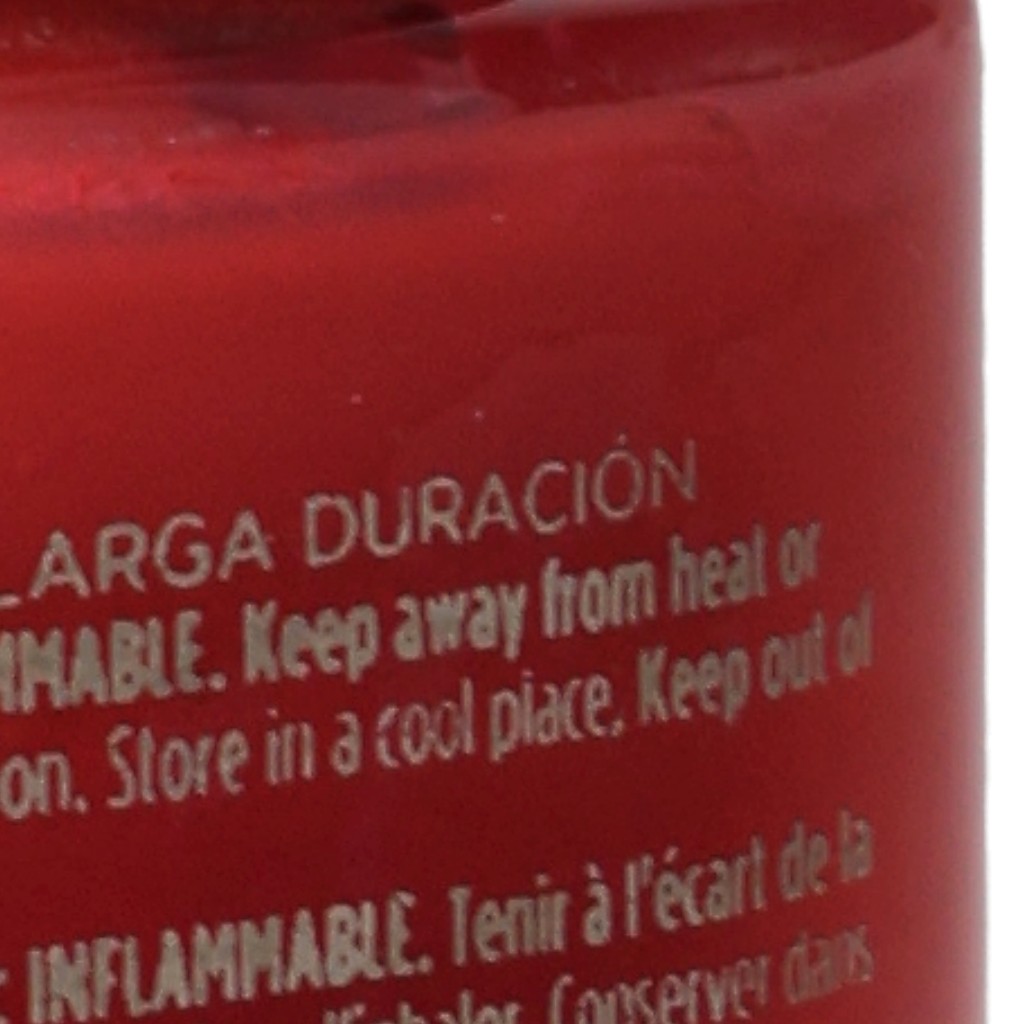 LARGA DURACIÓN
MMABLE. Keep away from heat or
on. Store in a cool place. Keep out of
: INFLAMMABLE. Tenir à l'écart de la
Conserver dans